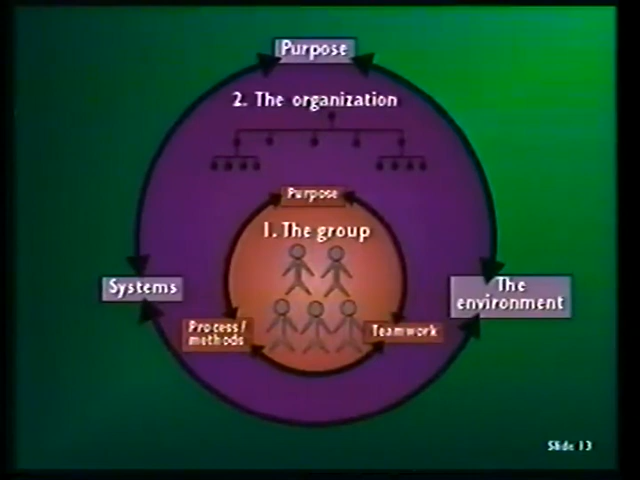 Purpose
2. The organization
Purpose
1. The group
Systems
The
environment
Process/
methods
Teamwork
Slide 13